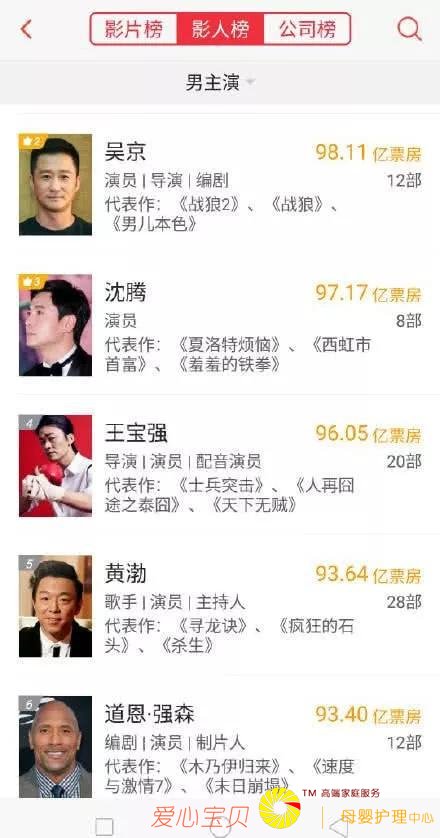 影片榜 影人榜 公司榜
男主演
2 吴京 98.11 亿票房
演员 | 导演 | 编剧 12部
代表作：《战狼2》、《战狼》、
《男儿本色》
3 沈腾 97.17 亿票房
演员 8部
代表作：《夏洛特烦恼》、《西虹市
首富》、《羞羞的铁拳》
4 王宝强 96.05 亿票房
导演 | 演员 | 配音演员 20部
代表作：《士兵突击》、《人再囧
途之泰囧》、《天下无贼》
5 黄渤 93.64 亿票房
歌手 | 演员 | 主持人 28部
代表作：《寻龙诀》、《疯狂的石
头》、《杀生》
6 道恩·强森 93.40 亿票房
编剧 | 演员 | 制片人 12部
代表作：《木乃伊归来》、《速度
与激情7》、《末日崩塌》
TM 高端家庭服务
爱心宝贝 母婴护理中心